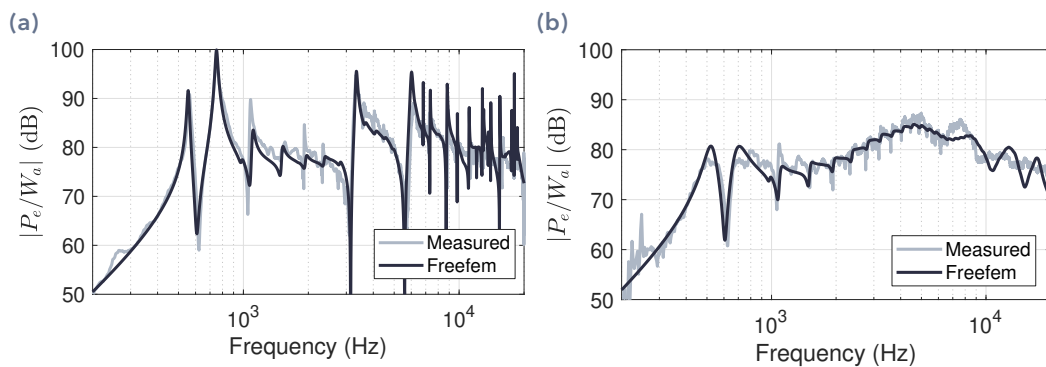 (a)
|P_e/W_a| (dB)
100
90
80
70
60
50
Measured
Freefem
10^3
10^4
Frequency (Hz)
(b)
|P_e/W_a| (dB)
100
90
80
70
60
50
Measured
Freefem
10^3
10^4
Frequency (Hz)